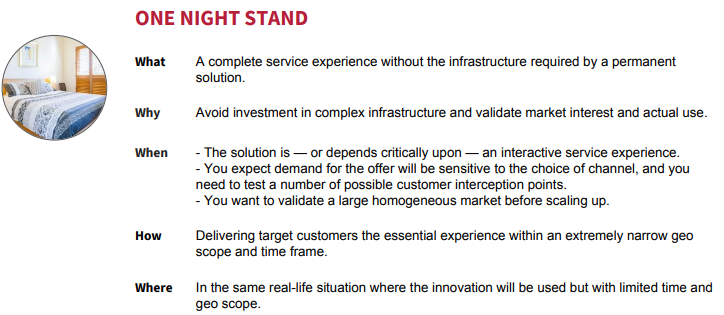 ONE NIGHT STAND
What A complete service experience without the infrastructure required by a permanent
solution.
Why Avoid investment in complex infrastructure and validate market interest and actual use.
When - The solution is — or depends critically upon — an interactive service experience.
- You expect demand for the offer will be sensitive to the choice of channel, and you
need to test a number of possible customer interception points.
- You want to validate a large homogeneous market before scaling up.
How Delivering target customers the essential experience within an extremely narrow geo
scope and time frame.
Where In the same real-life situation where the innovation will be used but with limited time and
geo scope.